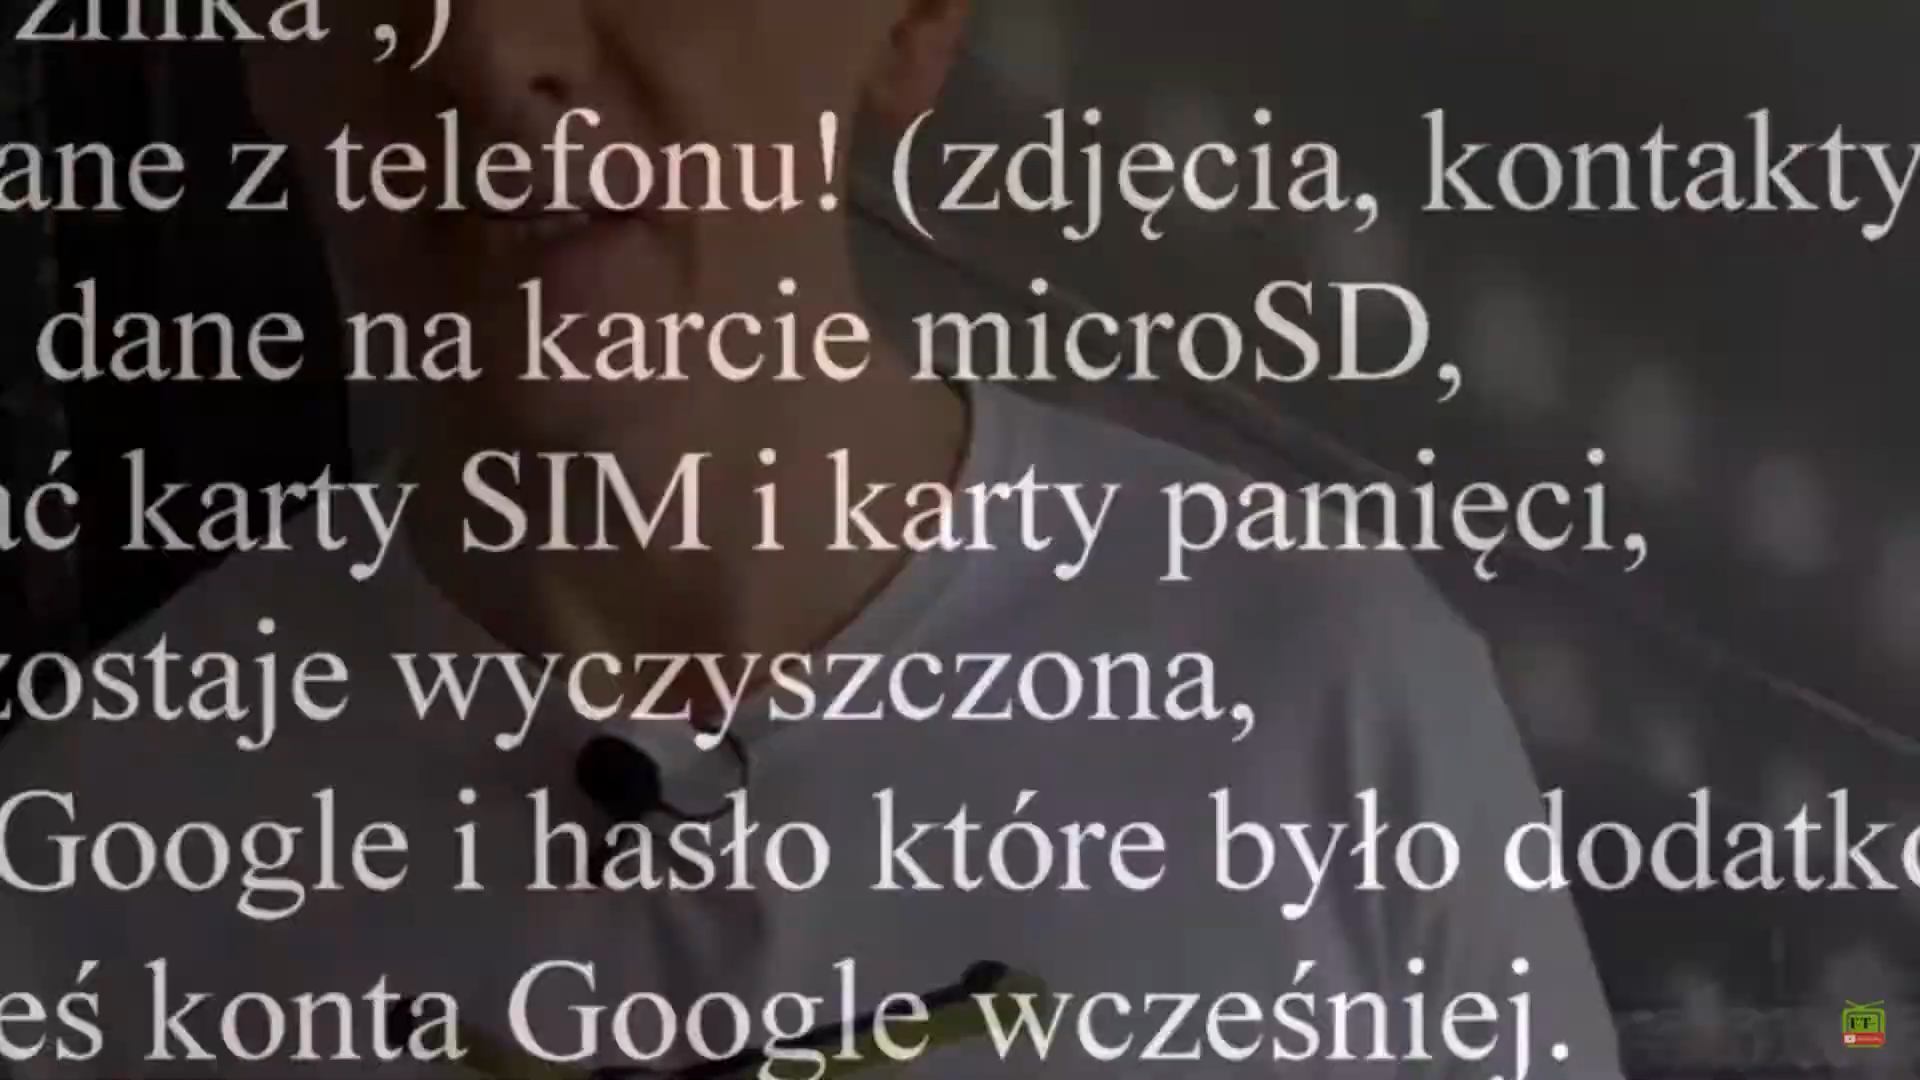 znika ;)
ane z telefonu! (zdjęcia, kontakty
dane na karcie microSD,
ać karty SIM i karty pamięci,
zostaje wyczyszczona,
Google i hasło które było dodatko
eś konta Google wcześniej.